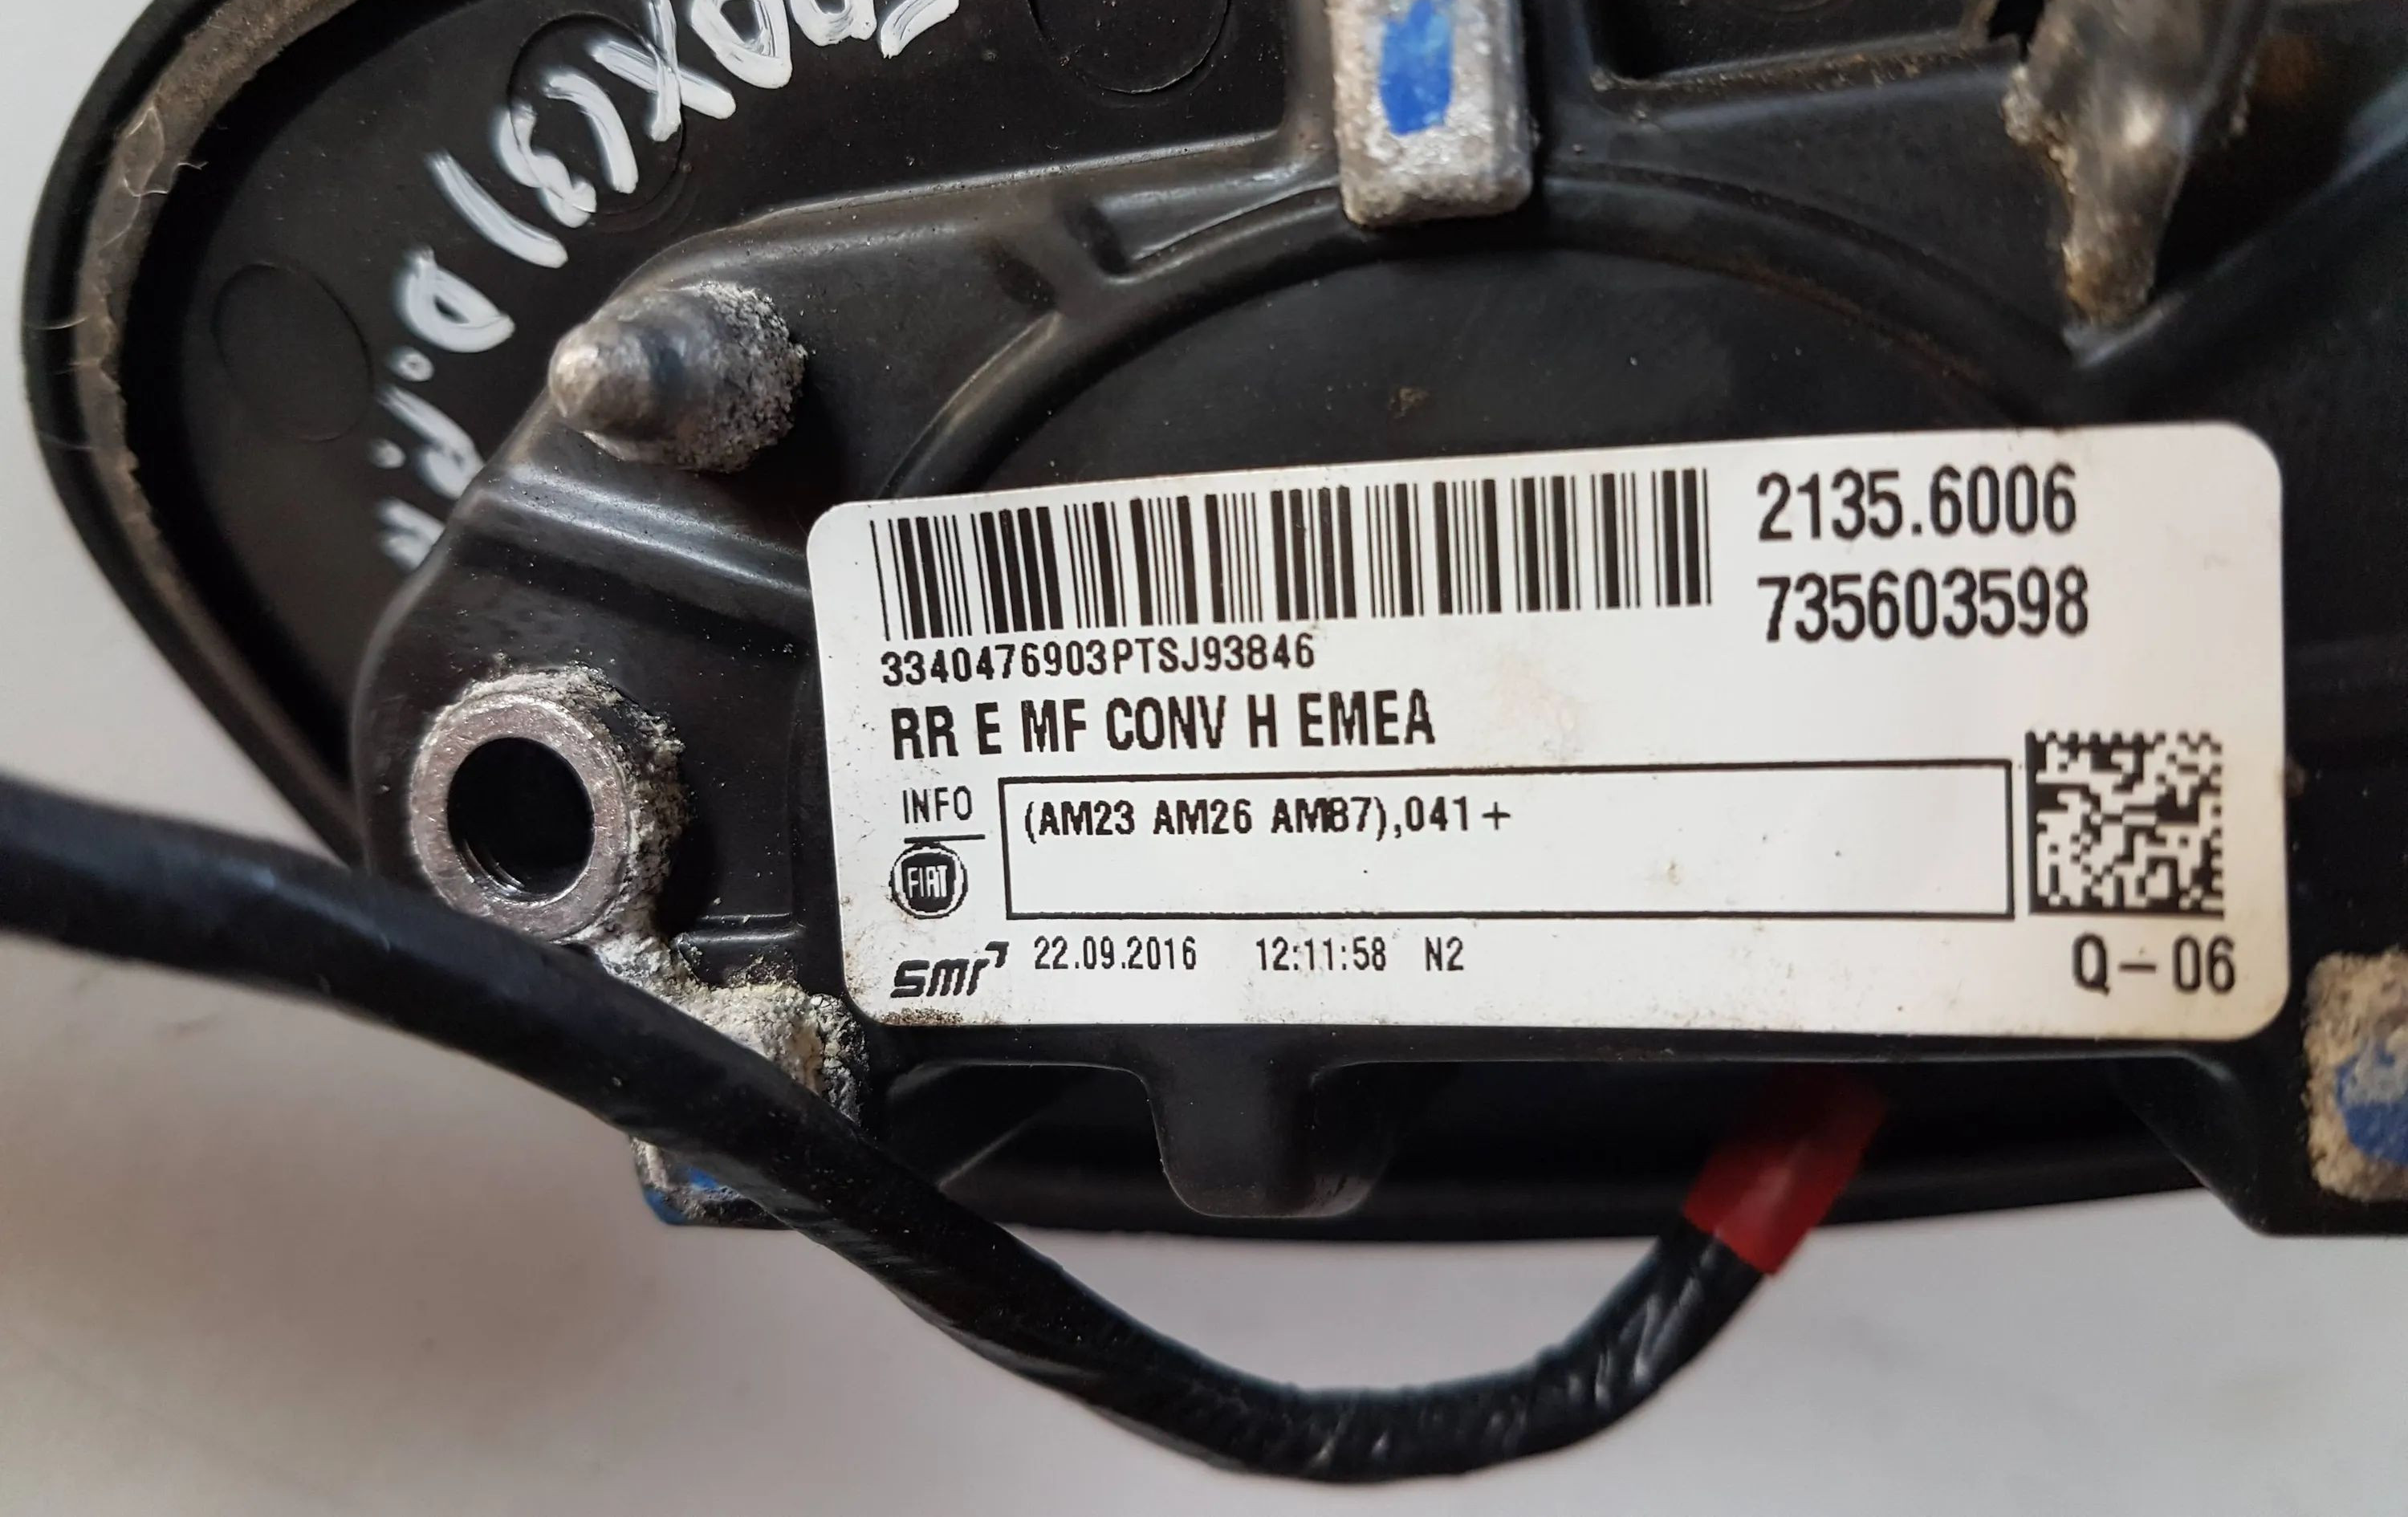 500X(B) D.P.P.
2135.6006
735603598
3340476903PTSJ93846
RR E MF CONV H EMEA
INFO
(AM23 AM26 AM87),041+
FIAT
smr 22.09.2016 12:11:58 N2
Q-06